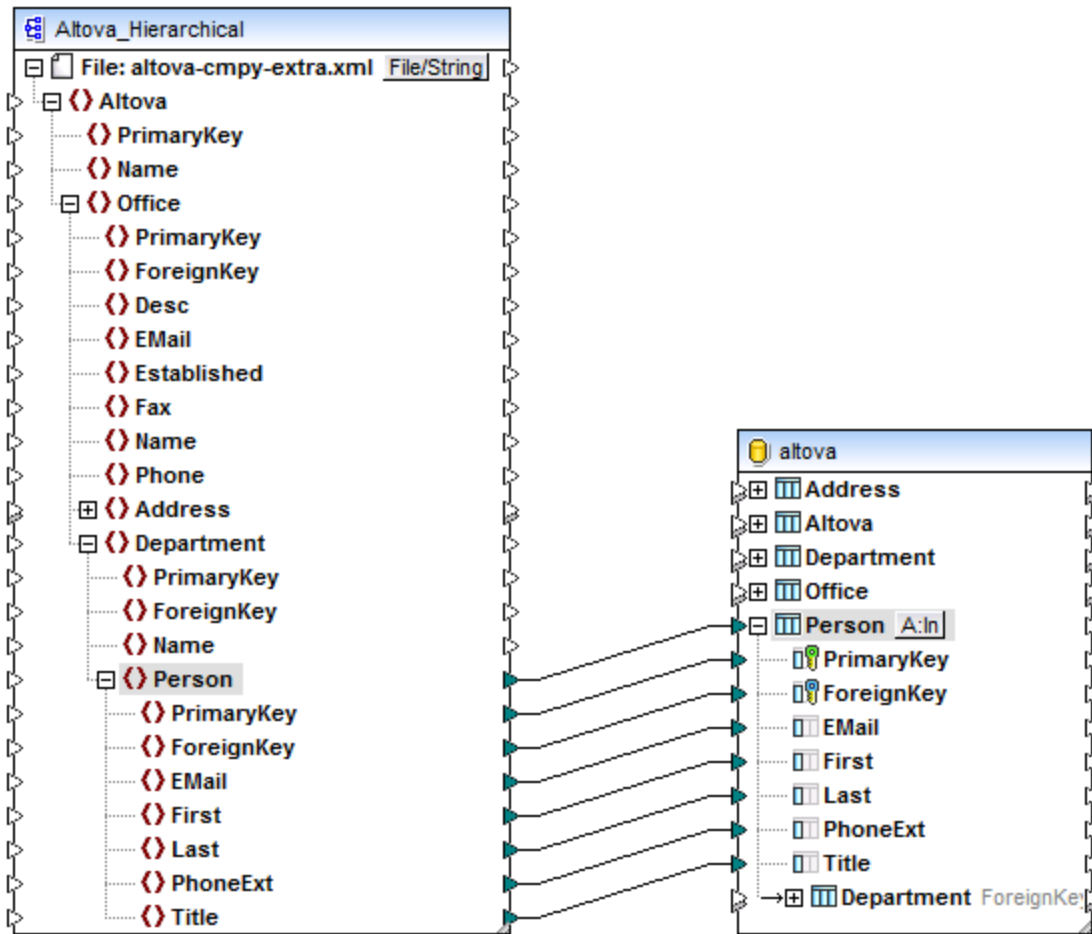 Altova_Hierarchical
File: altova-cmpy-extra.xml File/String
Altova
PrimaryKey
Name
Office
PrimaryKey
ForeignKey
Desc
EMail
Established
Fax
Name
Phone
Address
Department
PrimaryKey
ForeignKey
Name
Person
PrimaryKey
ForeignKey
EMail
First
Last
PhoneExt
Title
altova
Address
Altova
Department
Office
Person A:In
PrimaryKey
ForeignKey
EMail
First
Last
PhoneExt
Title
Department ForeignKey